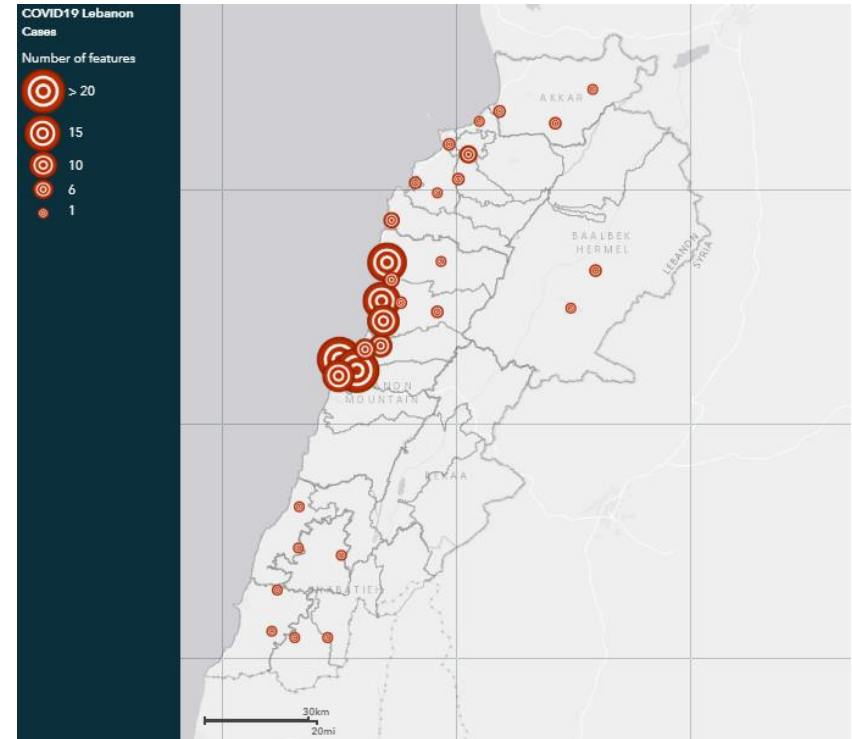 COVID19 Lebanon
Cases
Number of features
> 20
15
10
6
1
AKKAR
BAALBEK
HERMEL
LEBANON
SYRIA
MOUNTAIN
30km
20mi